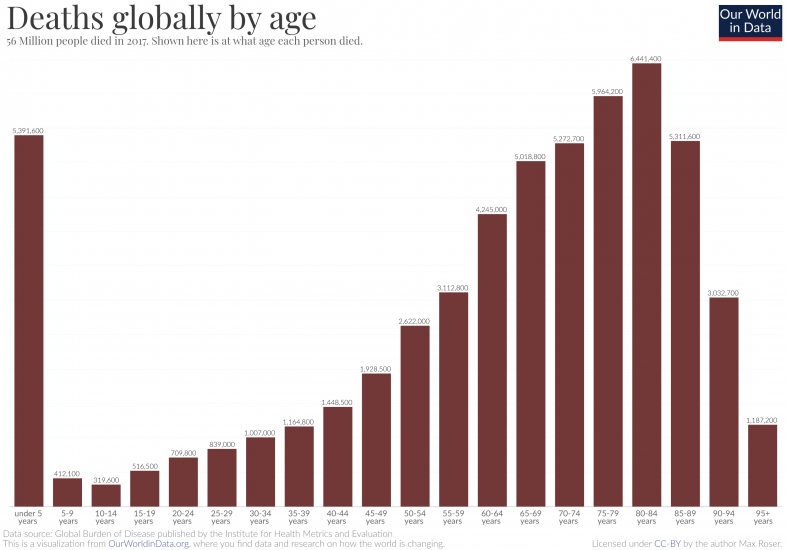 Deaths globally by age
56 Million people died in 2017. Shown here is at what age each person died.
Our World
in Data
5,391,600
412,100
319,600
516,500
709,800
839,000
1,007,000
1,164,800
1,448,500
1,928,500
2,622,000
3,112,800
4,245,000
5,018,800
5,272,700
5,964,200
6,441,400
5,311,600
3,032,700
1,187,200
under 5 years
5-9 years
10-14 years
15-19 years
20-24 years
25-29 years
30-34 years
35-39 years
40-44 years
45-49 years
50-54 years
55-59 years
60-64 years
65-69 years
70-74 years
75-79 years
80-84 years
85-89 years
90-94 years
95+ years
Data source: Global Burden of Disease published by the Institute for Health Metrics and Evaluation
This is a visualization from OurWorldinData.org, where you find data and research on how the world is changing.
Licensed under CC-BY by the author Max Roser.